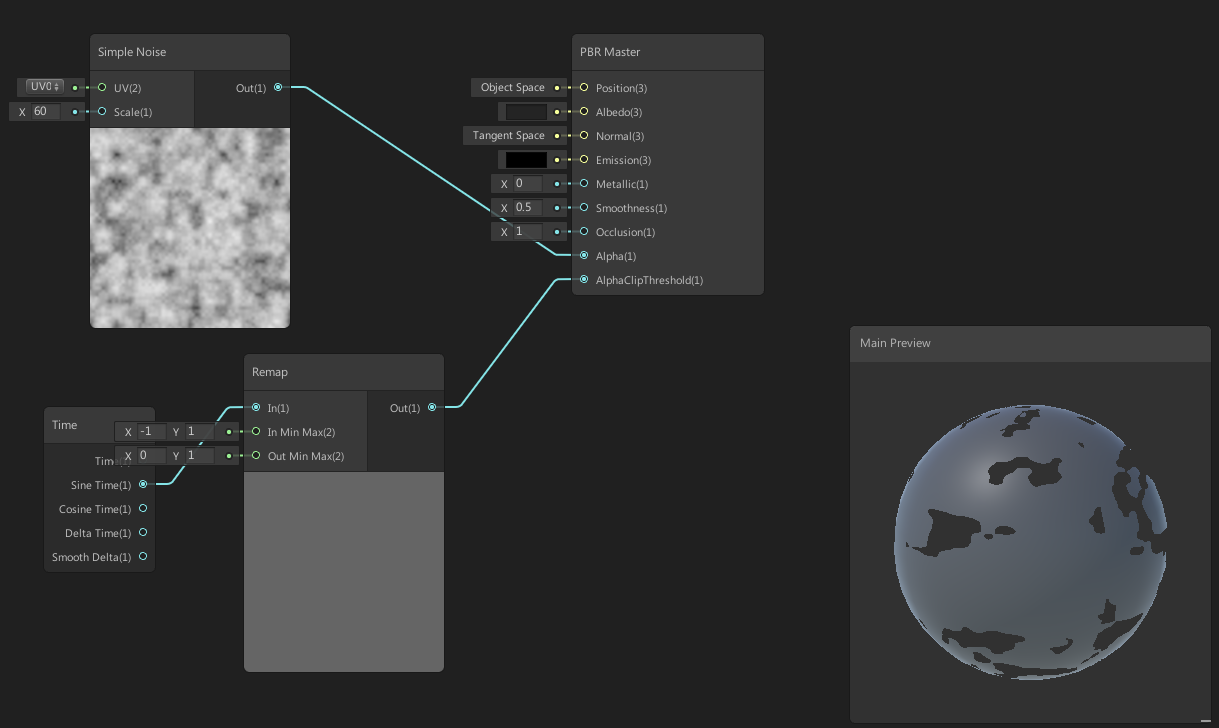 Simple Noise
UV0
UV(2)
Out(1)
X 60
Scale(1)
PBR Master
Object Space
Position(3)
Albedo(3)
Tangent Space
Normal(3)
Emission(3)
X 0
Metallic(1)
X 0.5
Smoothness(1)
X 1
Occlusion(1)
Alpha(1)
AlphaClipThreshold(1)
Remap
In(1)
Out(1)
X -1 Y 1
In Min Max(2)
X 0 Y 1
Out Min Max(2)
Time
Sine Time(1)
Cosine Time(1)
Delta Time(1)
Smooth Delta(1)
Main Preview